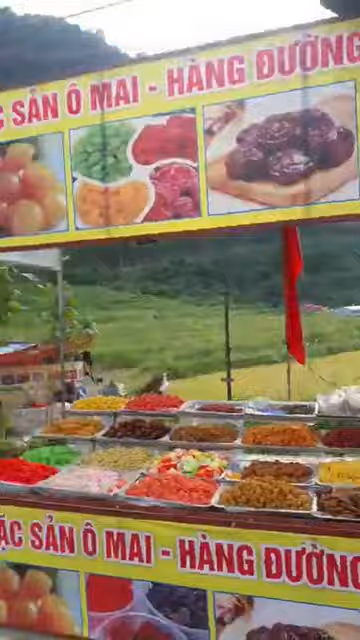 C SẢN Ô MAI - HÀNG ĐƯỜNG
ẶC SẢN Ô MAI - HÀNG ĐƯỜNG